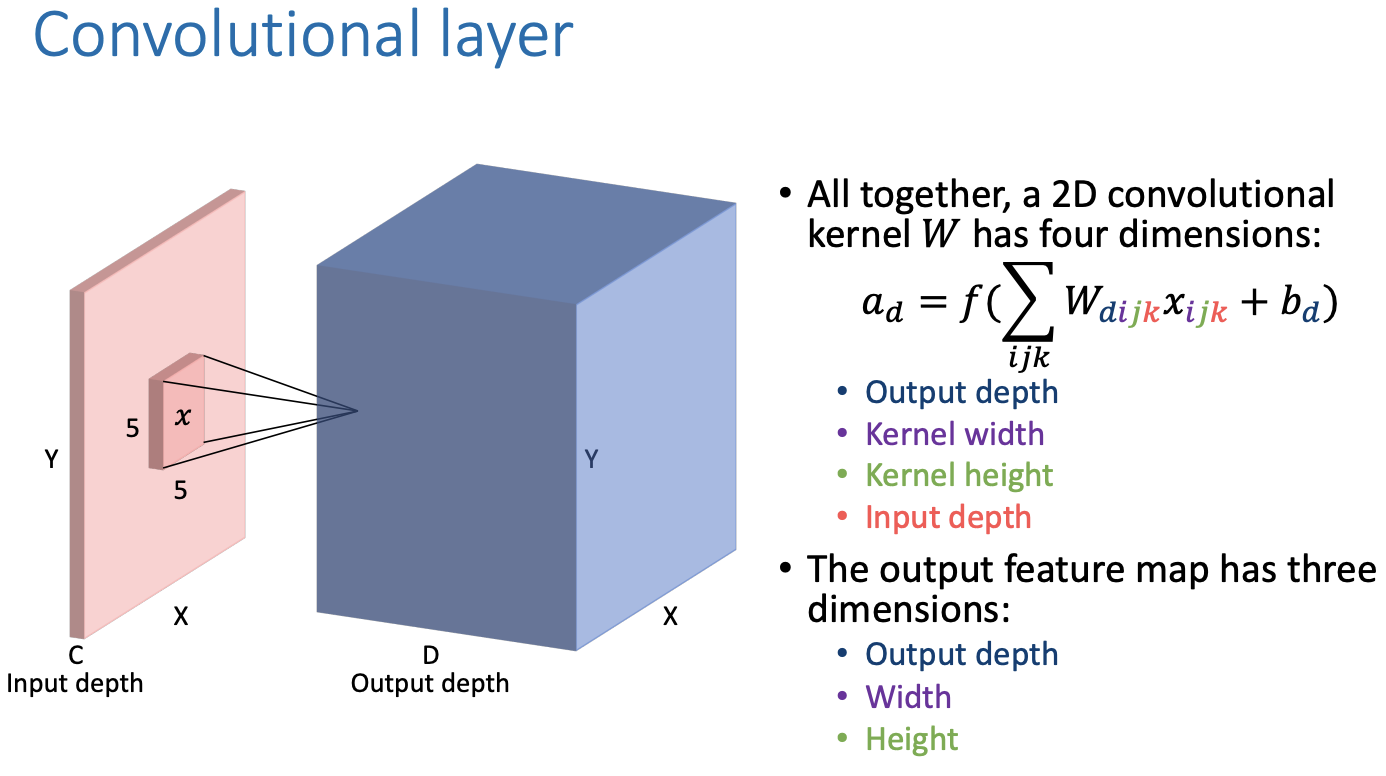 Convolutional layer
5
x
5
Y
X
C
Input depth
Y
X
D
Output depth
• All together, a 2D convolutional
kernel W has four dimensions:
a_d = f(∑_{ijk} W_{dijk} x_{ijk} + b_d)
• Output depth
• Kernel width
• Kernel height
• Input depth
• The output feature map has three
dimensions:
• Output depth
• Width
• Height